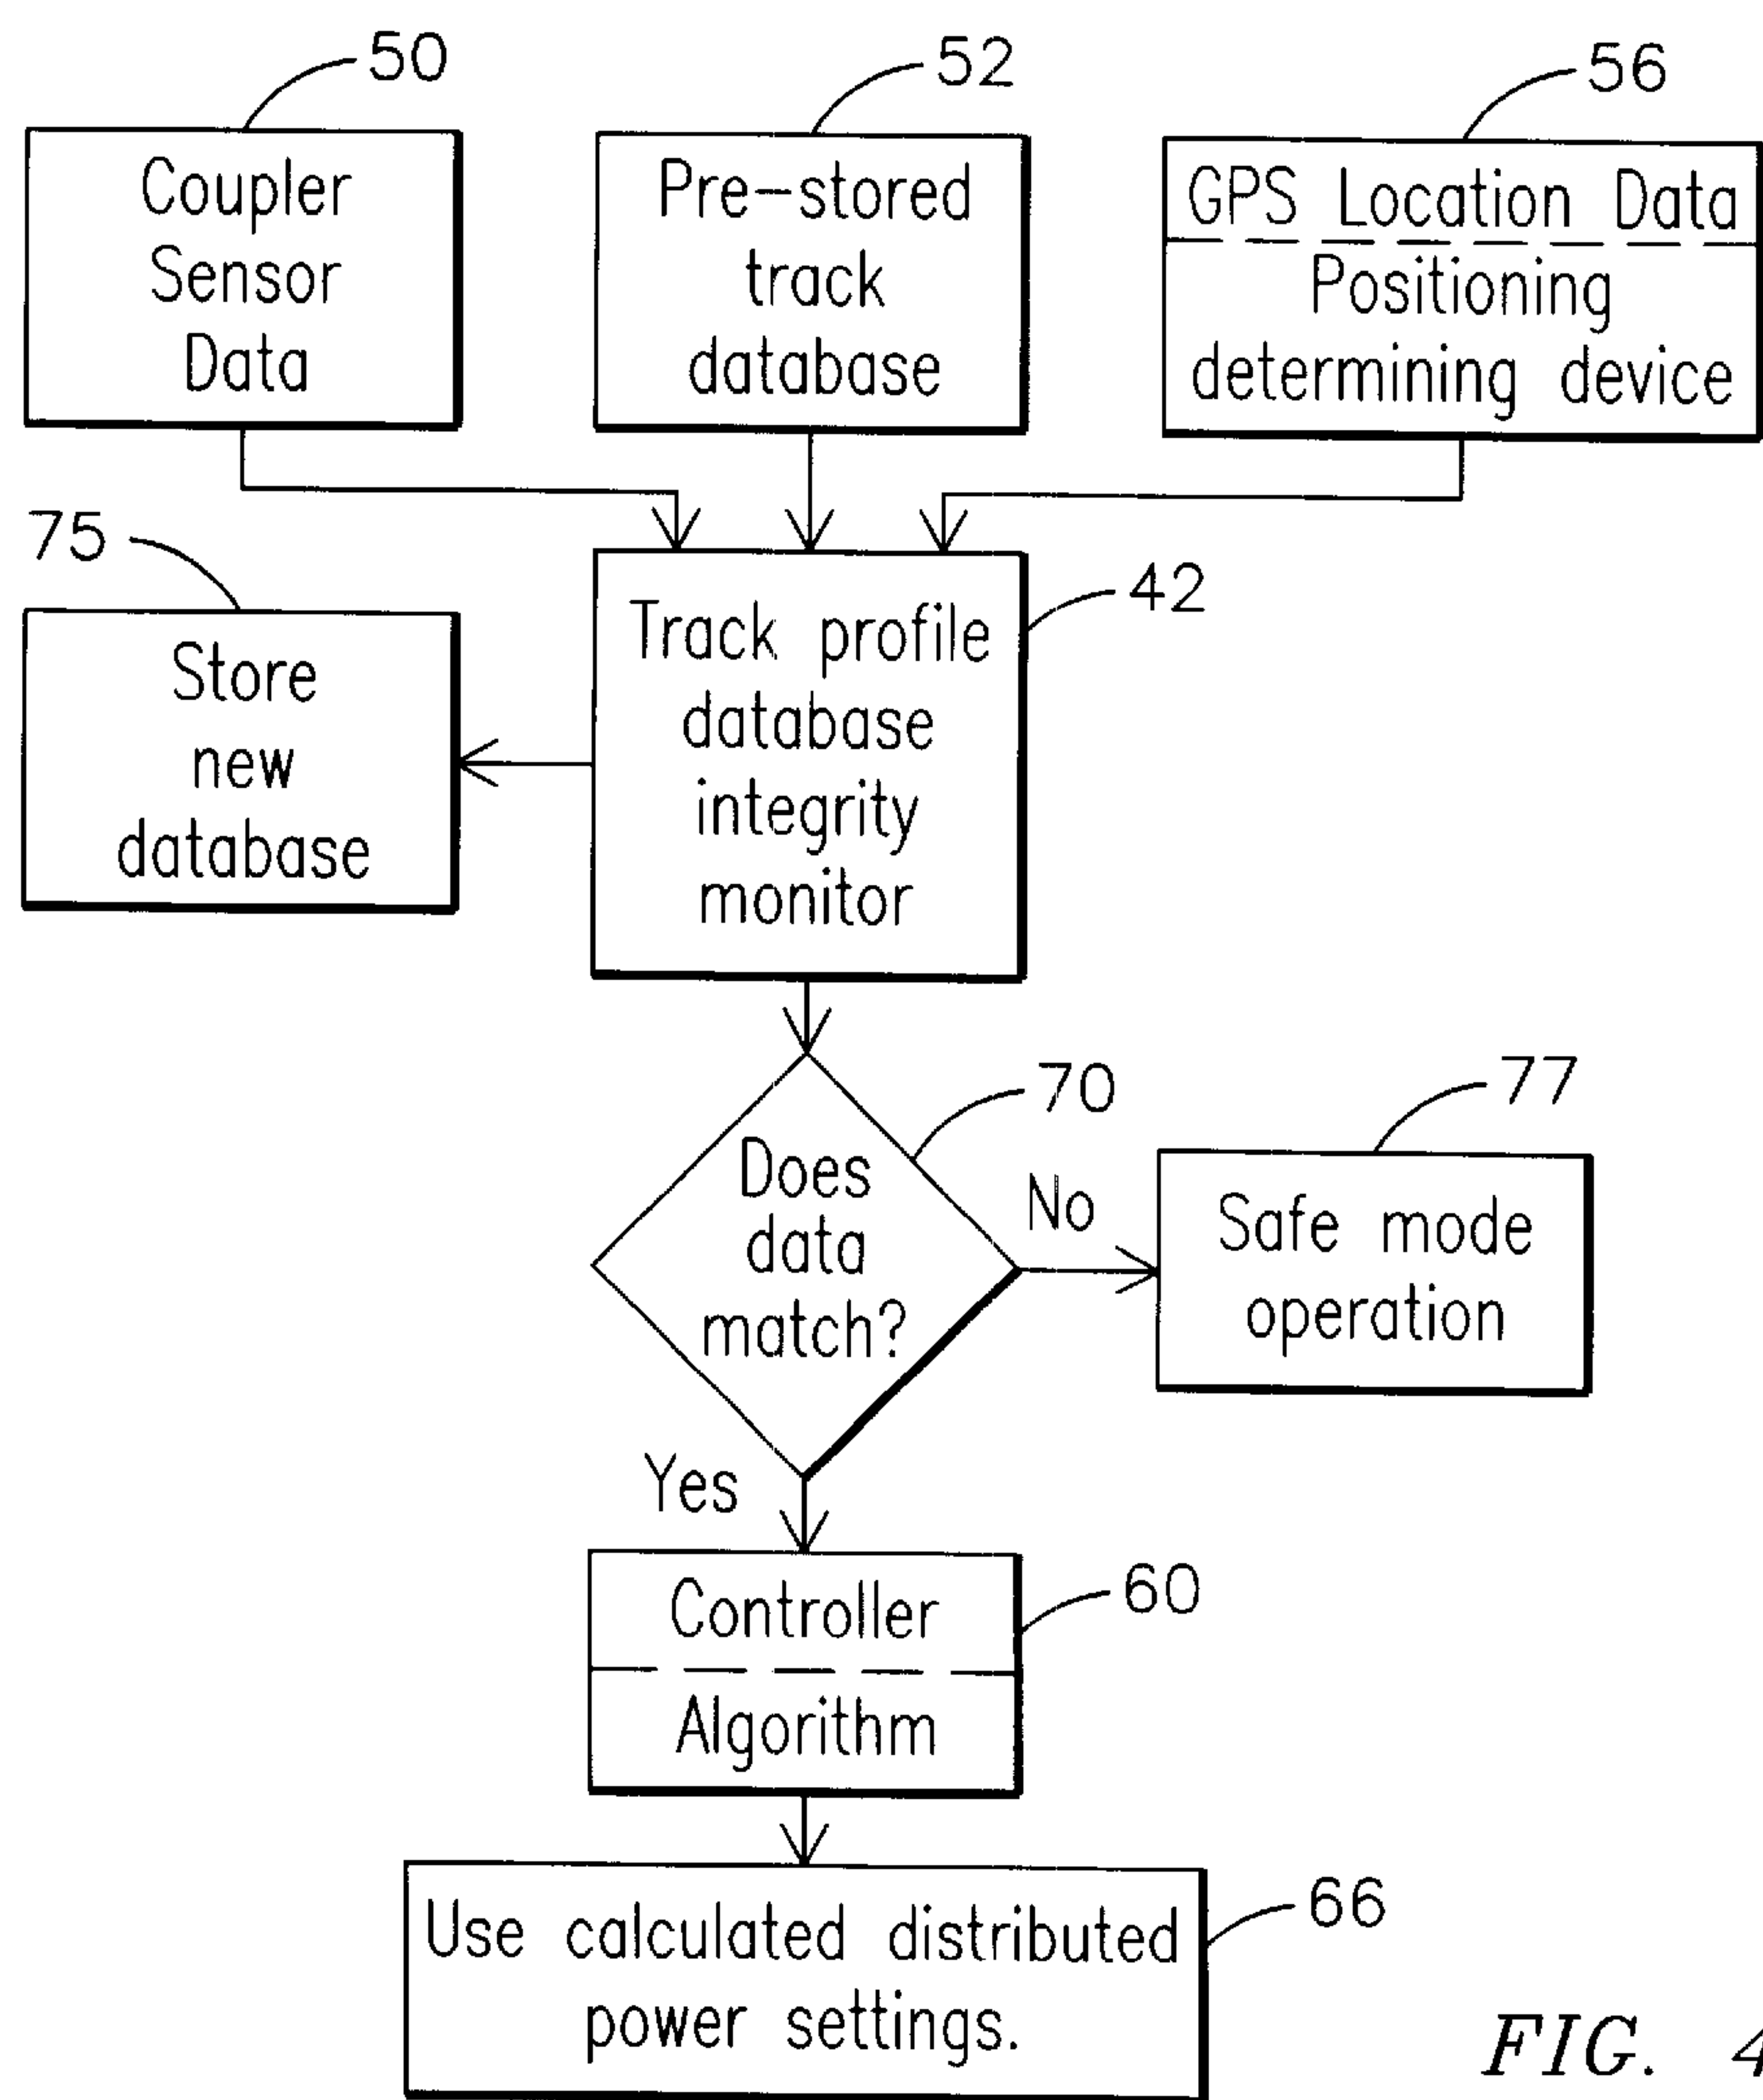 50
52
56
Coupler
Sensor
Data
Pre-stored
track
database
GPS Location Data
Positioning
determining device
75
42
Store
new
database
Track profile
database
integrity
monitor
70
77
Does
data
match?
No
Safe mode
operation
Yes
60
Controller
Algorithm
66
Use calculated distributed
power settings.
FIG. 4